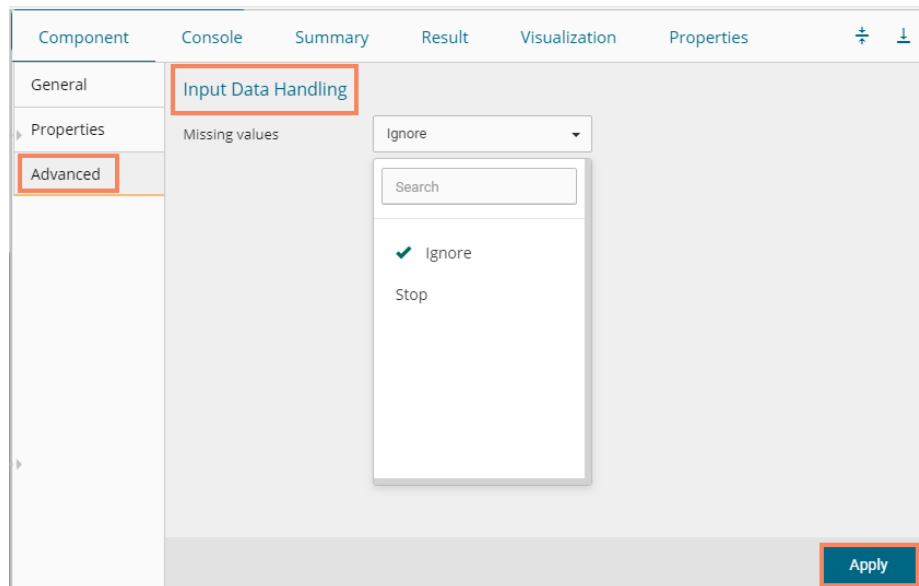 Component Console Summary Result Visualization Properties
General
Input Data Handling
Properties
Missing values Ignore
Advanced
Search
Ignore
Stop
Apply